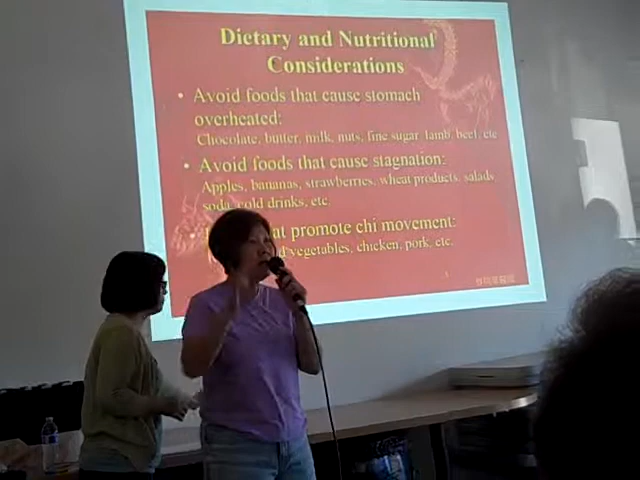 Dietary and Nutritional
Considerations
• Avoid foods that cause stomach
overheated:
Chocolate, butter, milk, nuts, fine sugar, lamb, beef, etc
• Avoid foods that cause stagnation:
Apples, bananas, strawberries, wheat products, salads,
soda, cold drinks, etc.
at promote chi movement:
vegetables, chicken, pork, etc.